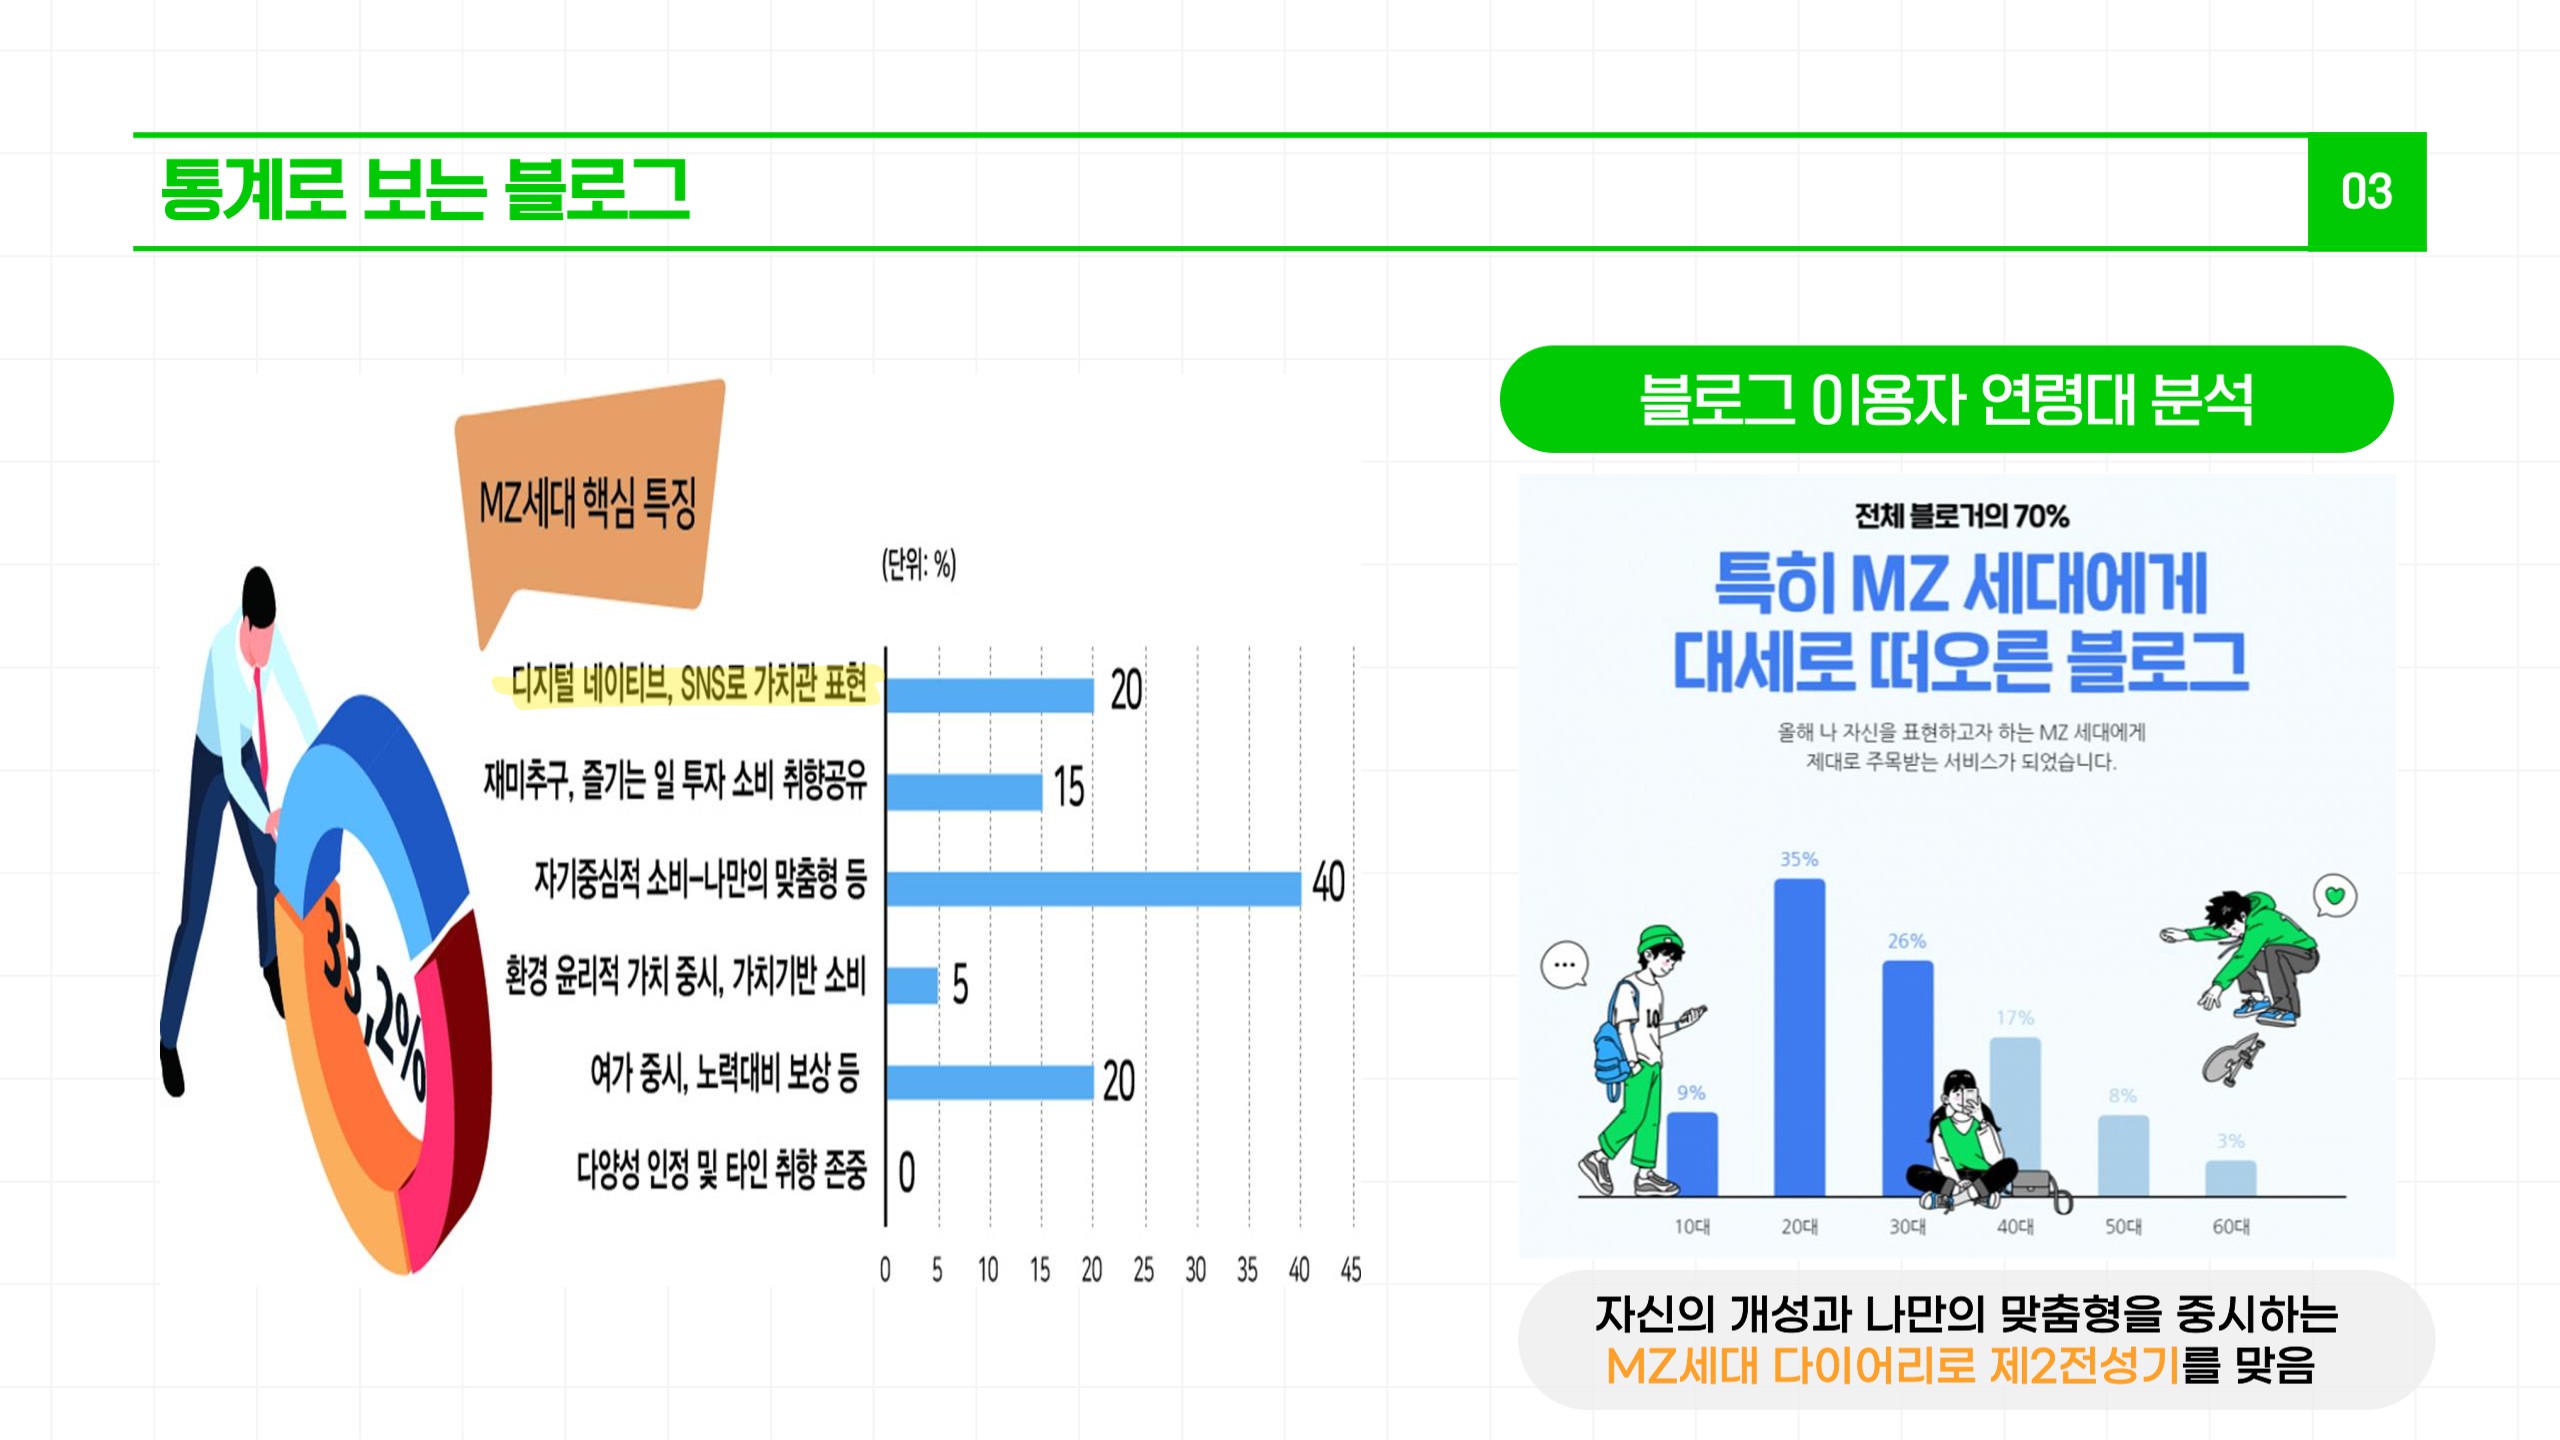 통계로 보는 블로그
03
MZ세대 핵심 특징
(단위: %)
디지털 네이티브, SNS로 가치관 표현
20
재미추구, 즐기는 일 투자 소비 취향공유
15
자기중심적 소비-나만의 맞춤형 등
40
환경 윤리적 가치 중시, 가치기반 소비
5
여가 중시, 노력대비 보상 등
20
다양성 인정 및 타인 취향 존중
0
0 5 10 15 20 25 30 35 40 45
33.2%
블로그 이용자 연령대 분석
전체 블로거의 70%
특히 MZ 세대에게
대세로 떠오른 블로그
올해 나 자신을 표현하고자 하는 MZ 세대에게
제대로 주목받는 서비스가 되었습니다.
35%
26%
17%
9%
8%
3%
LO
10대 20대 30대 40대 50대 60대
자신의 개성과 나만의 맞춤형을 중시하는
MZ세대 다이어리로 제2전성기를 맞음